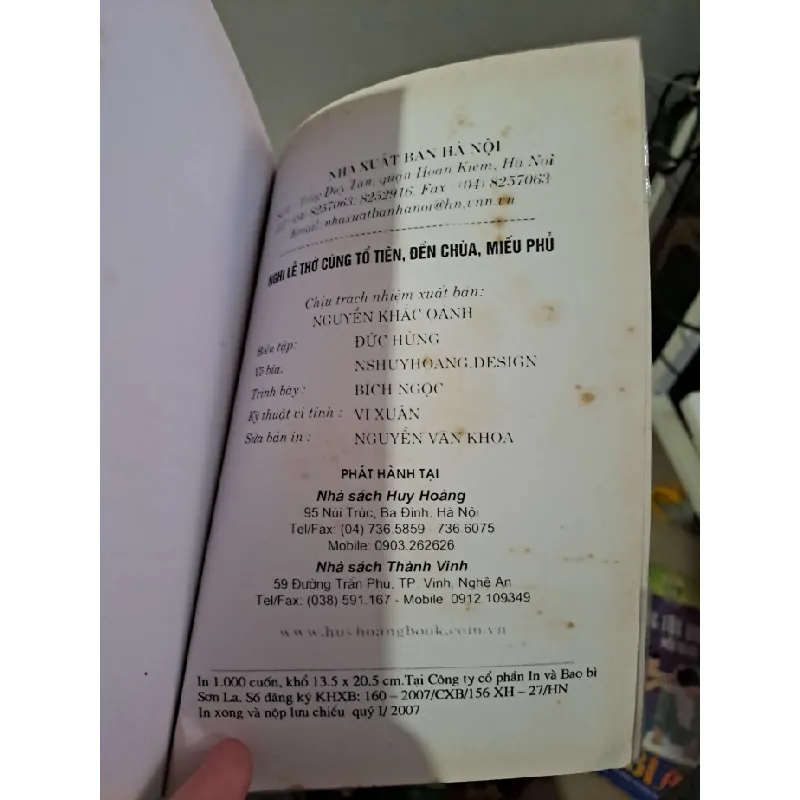 NHÀ XUẤT BẢN HÀ NỘI
Tống Duy Tân, quận Hoàn Kiếm, Hà Nội
8257063; 8252916, Fax : (04) 8257063
Email: nhaxuatbanhanoi@hn.vnn.vn
NGHI LỄ THỜ CÚNG TỔ TIÊN, ĐỀN CHÙA, MIẾU PHỦ
Chịu trách nhiệm xuất bản:
NGUYỄN KHẮC OÁNH
Biên tập: ĐỨC HÙNG
Vẽ bìa. NSHUYHOANG.DESIGN
Trình bày : BÍCH NGỌC
Kỹ thuật vi tính : VI XUÂN
Sửa bản in : NGUYỄN VĂN KHOA
PHÁT HÀNH TẠI
Nhà sách Huy Hoàng
95 Núi Trúc, Ba Đình, Hà Nội
Tel/Fax: (04) 736.5859 - 736.6075
Mobile: 0903.262626
Nhà sách Thành Vinh
59 Đường Trần Phú, TP. Vinh, Nghệ An
Tel/Fax: (038) 591.167 - Mobile: 0912.109349
www.huyhoangbook.com.vn
In 1.000 cuốn, khổ 13.5 x 20.5 cm.Tại Công ty cổ phần In và Bao bì
Sơn La. Số đăng ký KHXB: 160 – 2007/CXB/156 XH – 27/HN
In xong và nộp lưu chiểu quý I/ 2007